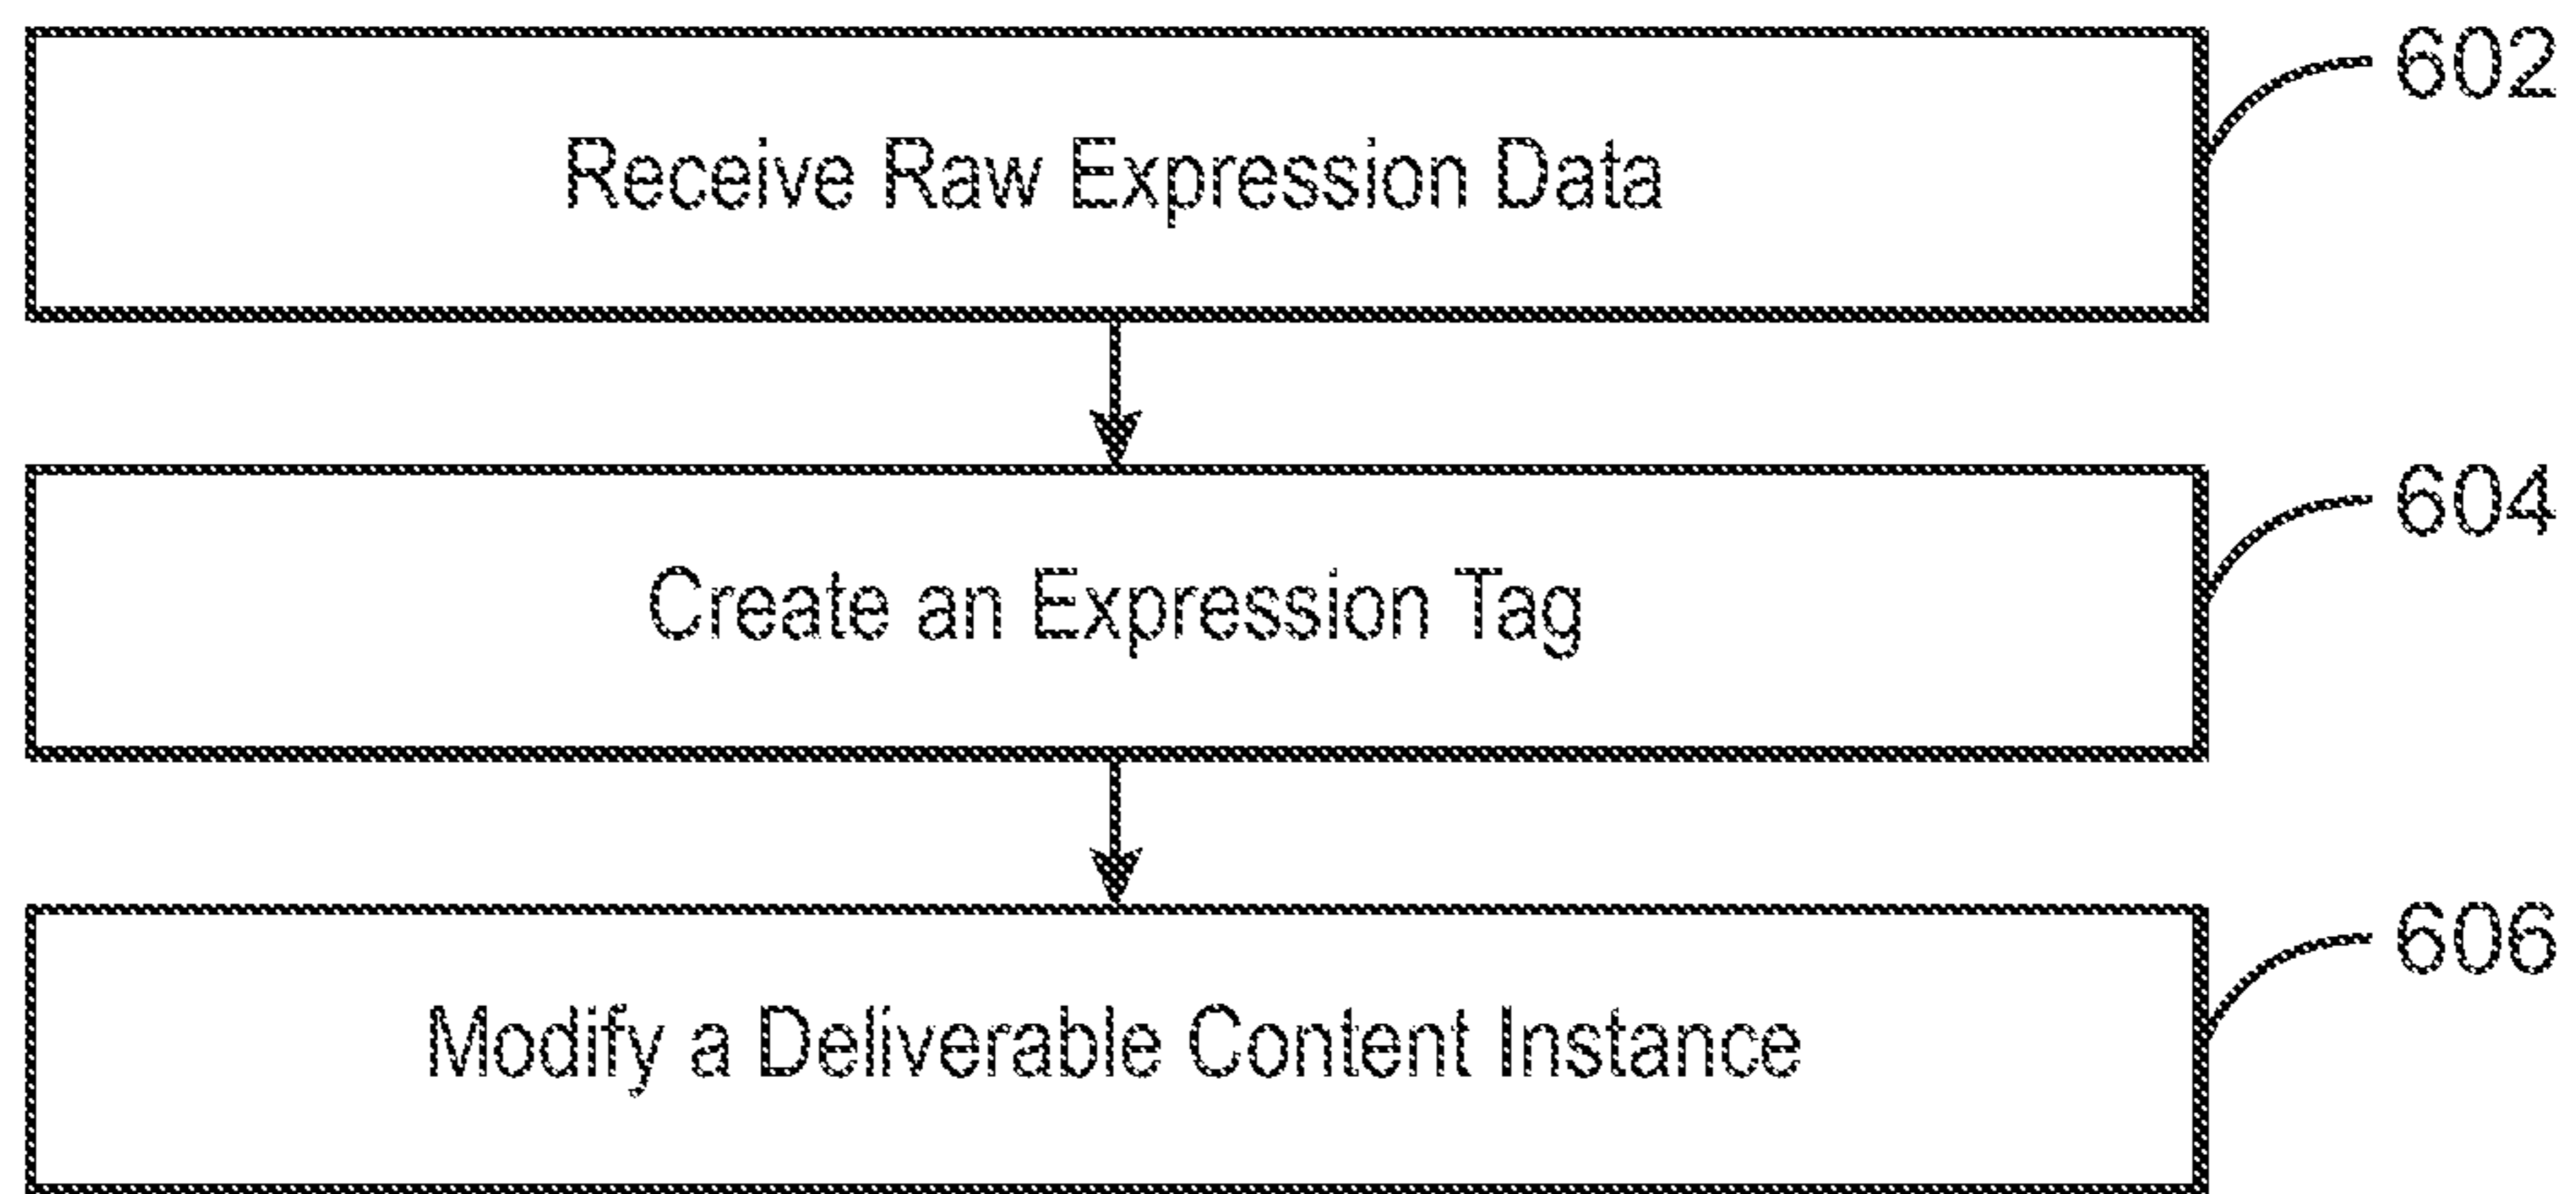 602
Receive Raw Expression Data
604
Create an Expression Tag
606
Modify a Deliverable Content Instance